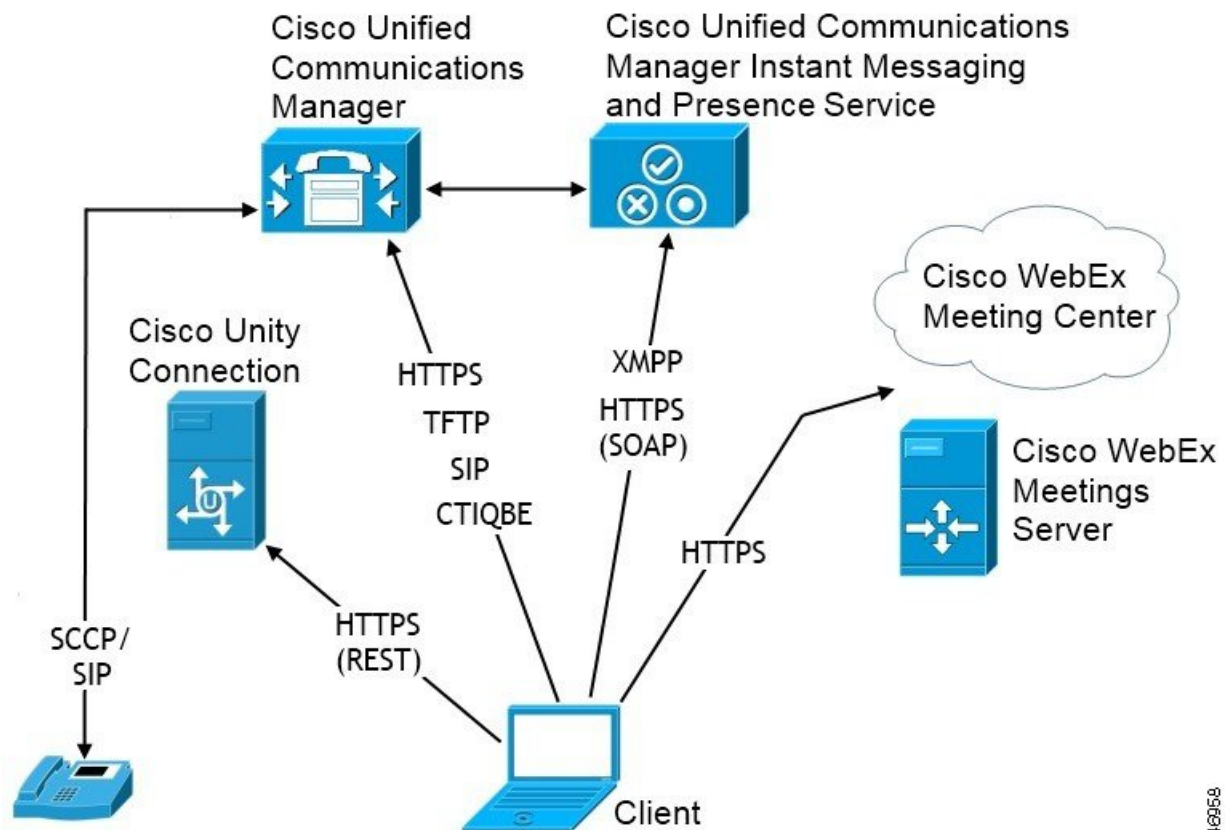 Cisco Unified
Communications
Manager
Cisco Unified Communications
Manager Instant Messaging
and Presence Service
Cisco WebEx
Meeting Center
Cisco Unity
Connection
U
HTTPS
TFTP
SIP
CTIQBE
XMPP
HTTPS
(SOAP)
Cisco WebEx
Meetings
Server
HTTPS
HTTPS
(REST)
SCCP/
SIP
Client